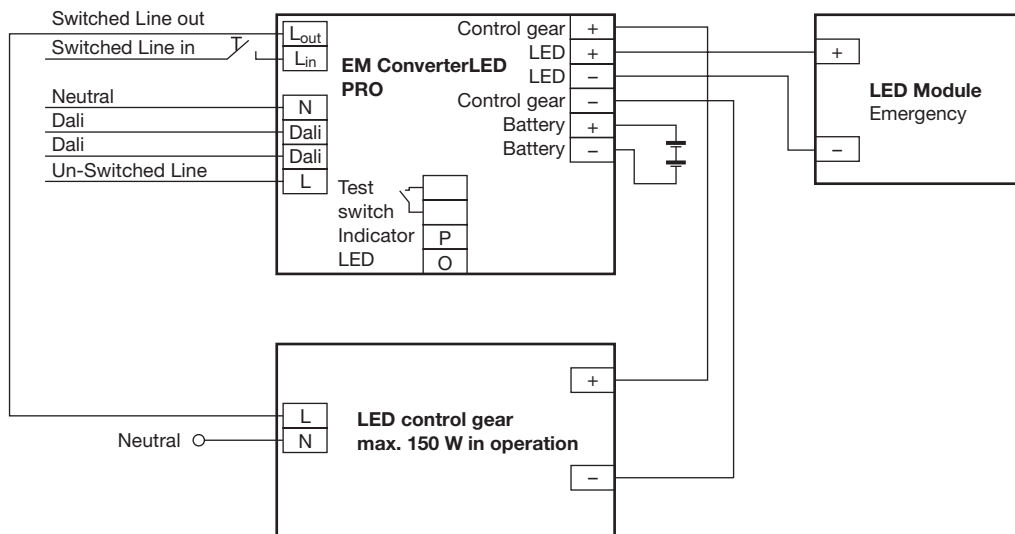 Switched Line out
Switched Line in
Neutral
Dali
Dali
Un-Switched Line
Lout
Lin
N
Dali
Dali
L
EM ConverterLED
PRO
Test
switch
Indicator
LED
P
O
Control gear +
LED +
LED –
Control gear –
Battery +
Battery –
+
–
LED Module
Emergency
L
N
Neutral
LED control gear
max. 150 W in operation
+
–